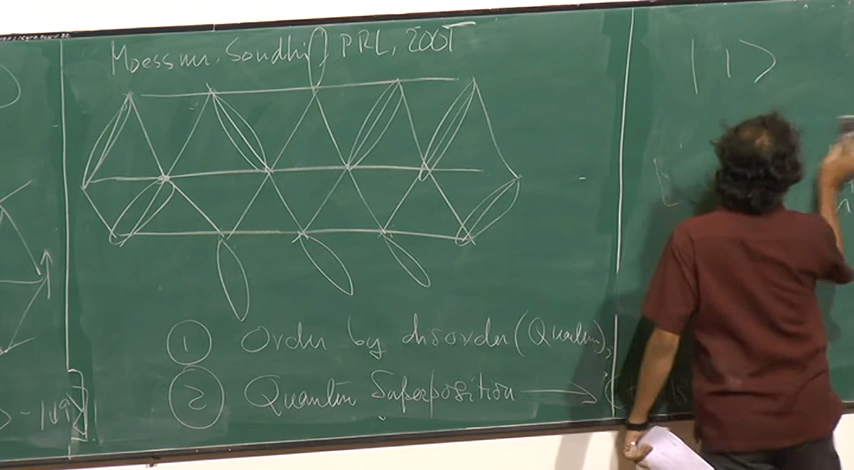 Moessner, Sondhi, PRL, 2001
| 1 >
① Order by disorder (Quantum),
② Quantum Superposition →